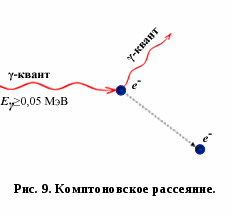 γ-квант
γ-квант
Eγ≥0,05 МэВ
e-
e-
Рис. 9. Комптоновское рассеяние.